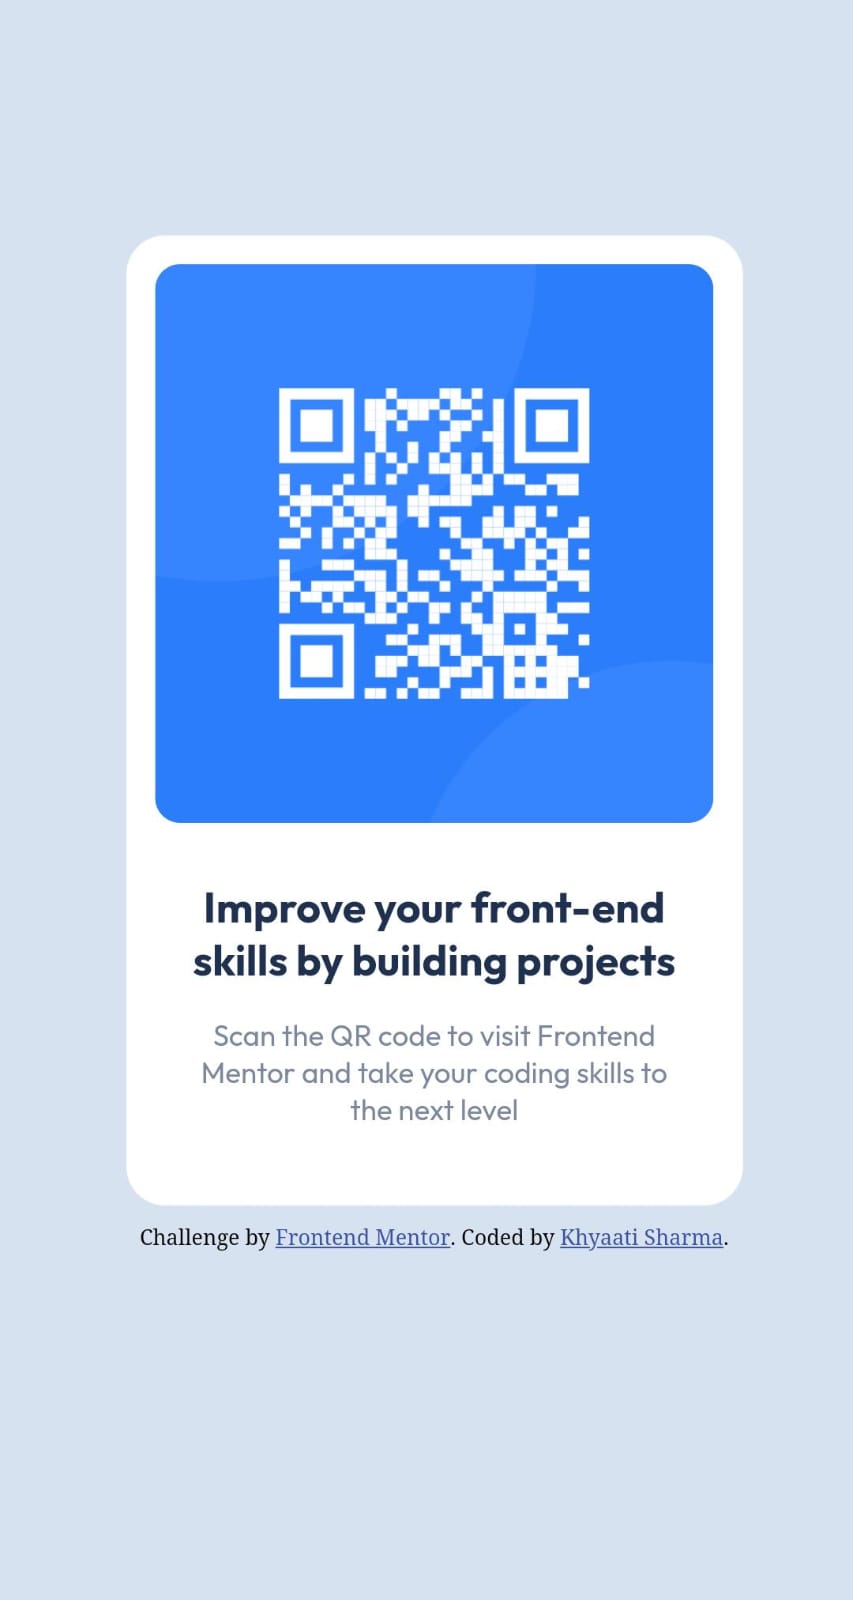 Improve your front-end
skills by building projects
Scan the QR code to visit Frontend
Mentor and take your coding skills to
the next level
Challenge by Frontend Mentor. Coded by Khyaati Sharma.